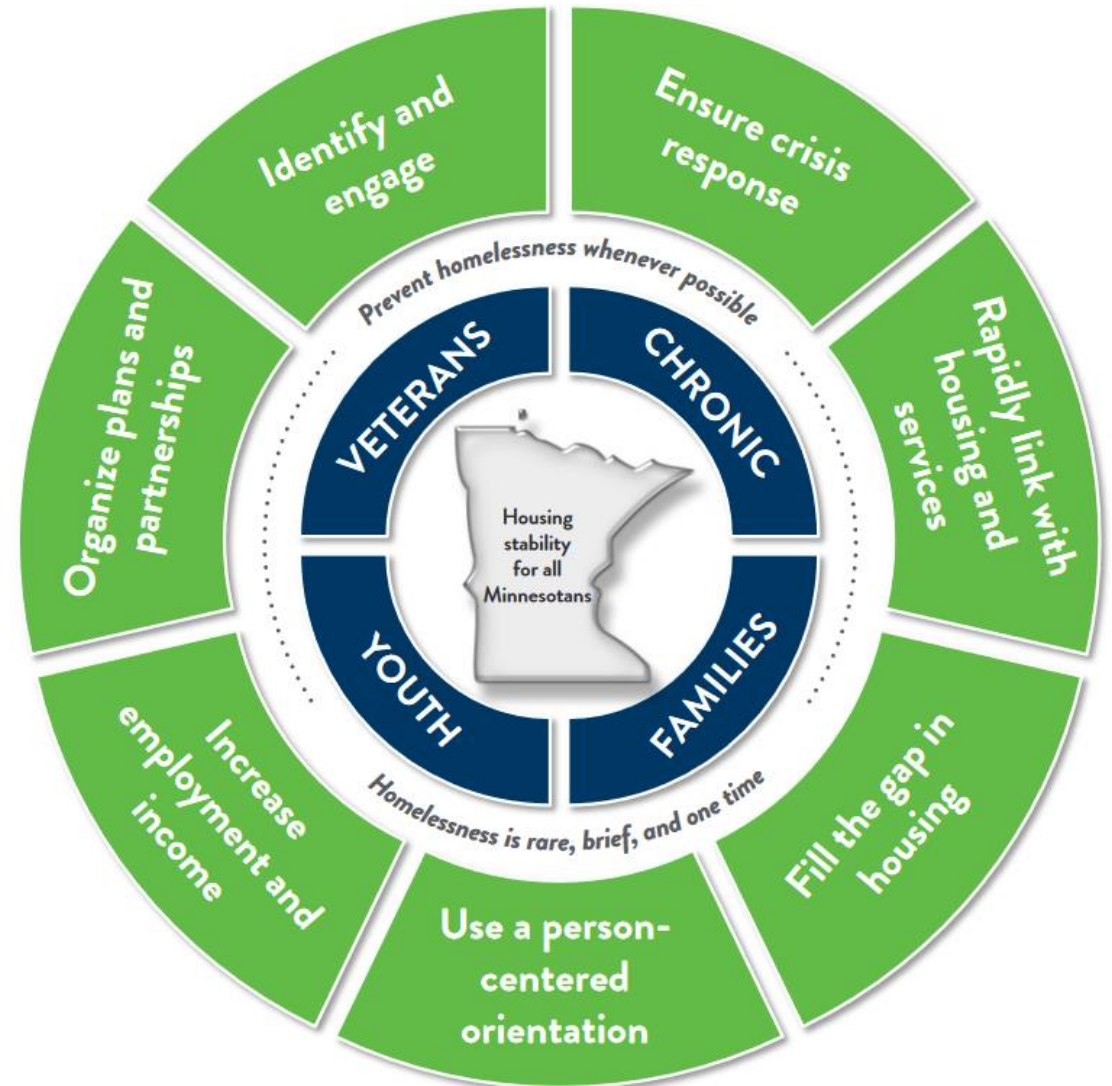 Identify and
engage
Ensure crisis
response
Rapidly link with
housing and
services
Fill the gap in
housing
Use a person-
centered
orientation
Increase
employment and
income
Organize plans and
partnerships
Prevent homelessness whenever possible
VETERANS
CHRONIC
FAMILIES
YOUTH
Housing
stability
for all
Minnesotans
Homelessness is rare, brief, and one time